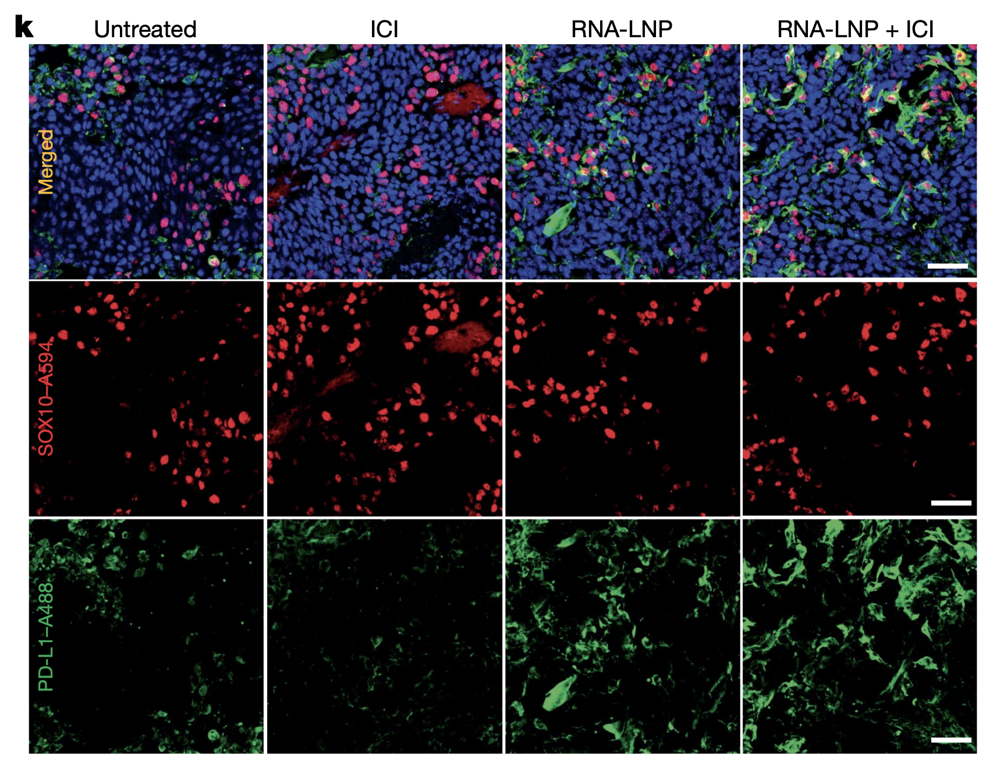 k
Untreated
ICI
RNA-LNP
RNA-LNP + ICI
Merged
SOX10–A594
PD-L1–A488